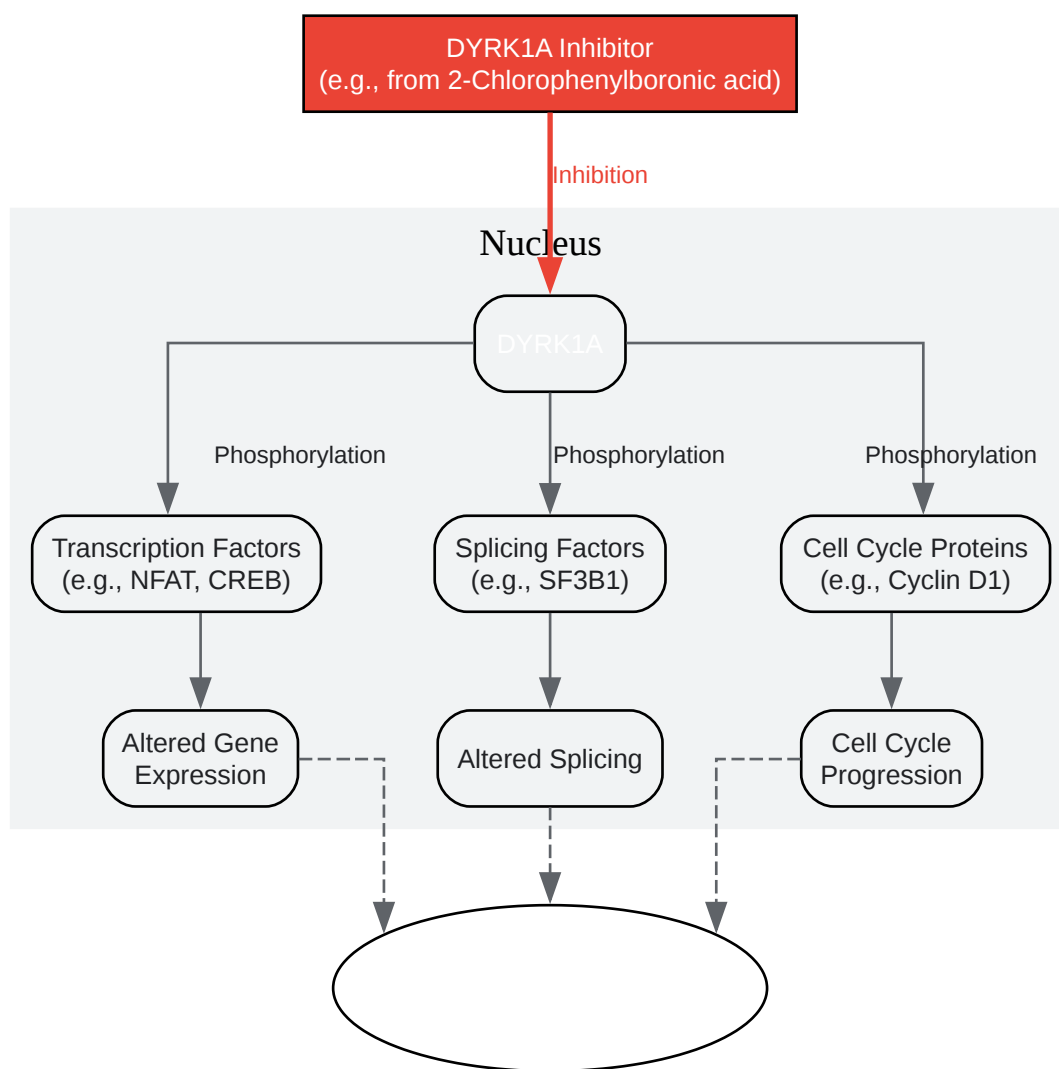 DYRK1A Inhibitor
(e.g., from 2-Chlorophenylboronic acid)
Inhibition
Nucleus
DYRK1A
Phosphorylation
Phosphorylation
Phosphorylation
Transcription Factors
(e.g., NFAT, CREB)
Splicing Factors
(e.g., SF3B1)
Cell Cycle Proteins
(e.g., Cyclin D1)
Altered Gene
Expression
Altered Splicing
Cell Cycle
Progression